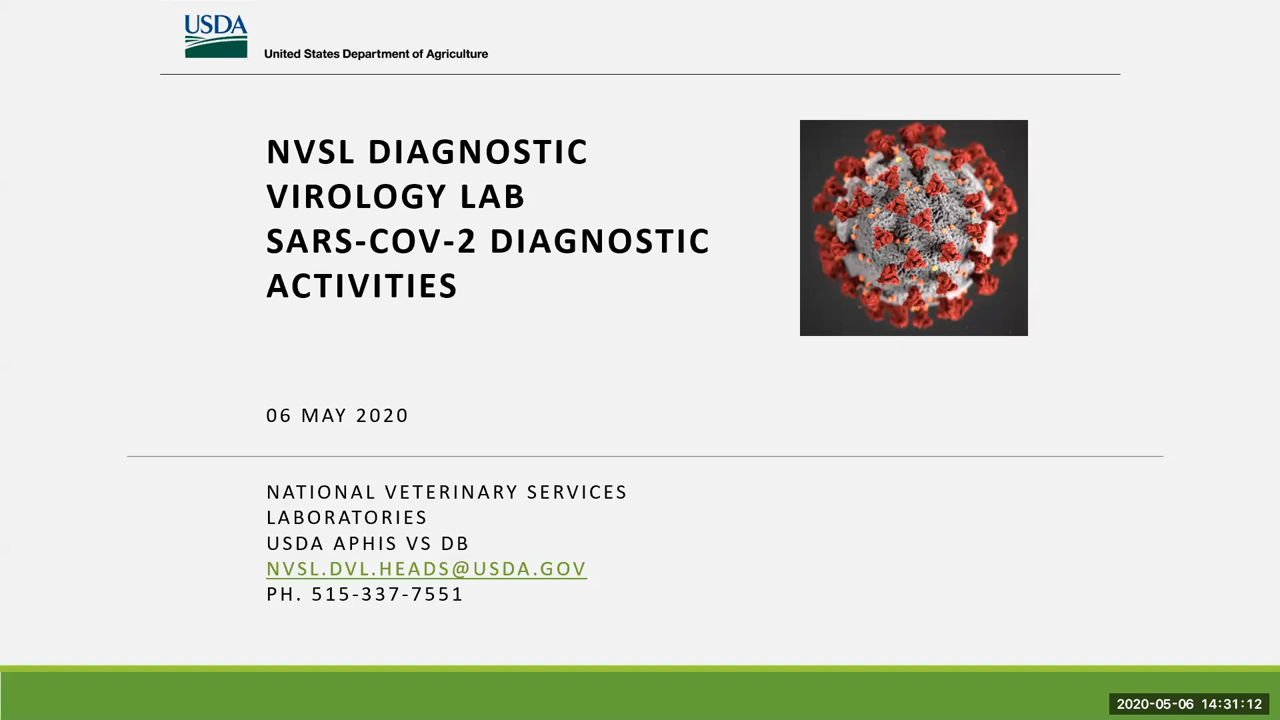 USDA
United States Department of Agriculture
NVSL DIAGNOSTIC
VIROLOGY LAB
SARS-COV-2 DIAGNOSTIC
ACTIVITIES
06 MAY 2020
NATIONAL VETERINARY SERVICES
LABORATORIES
USDA APHIS VS DB
NVSL.DVL.HEADS@USDA.GOV
PH. 515-337-7551
2020-05-06 14:31:12